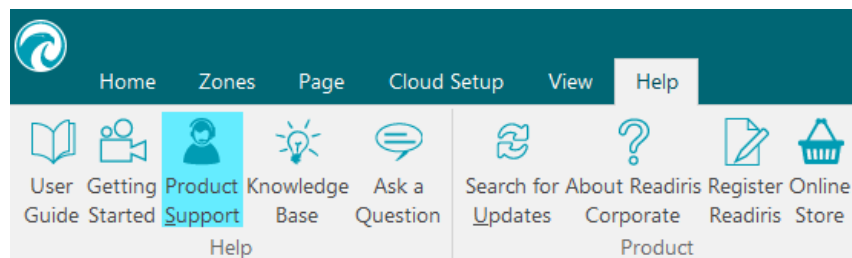 Home Zones Page Cloud Setup View Help
User Getting Product Knowledge Ask a Search for About Readiris Register Online
Guide Started Support Base Question Updates Corporate Readiris Store
Help Product